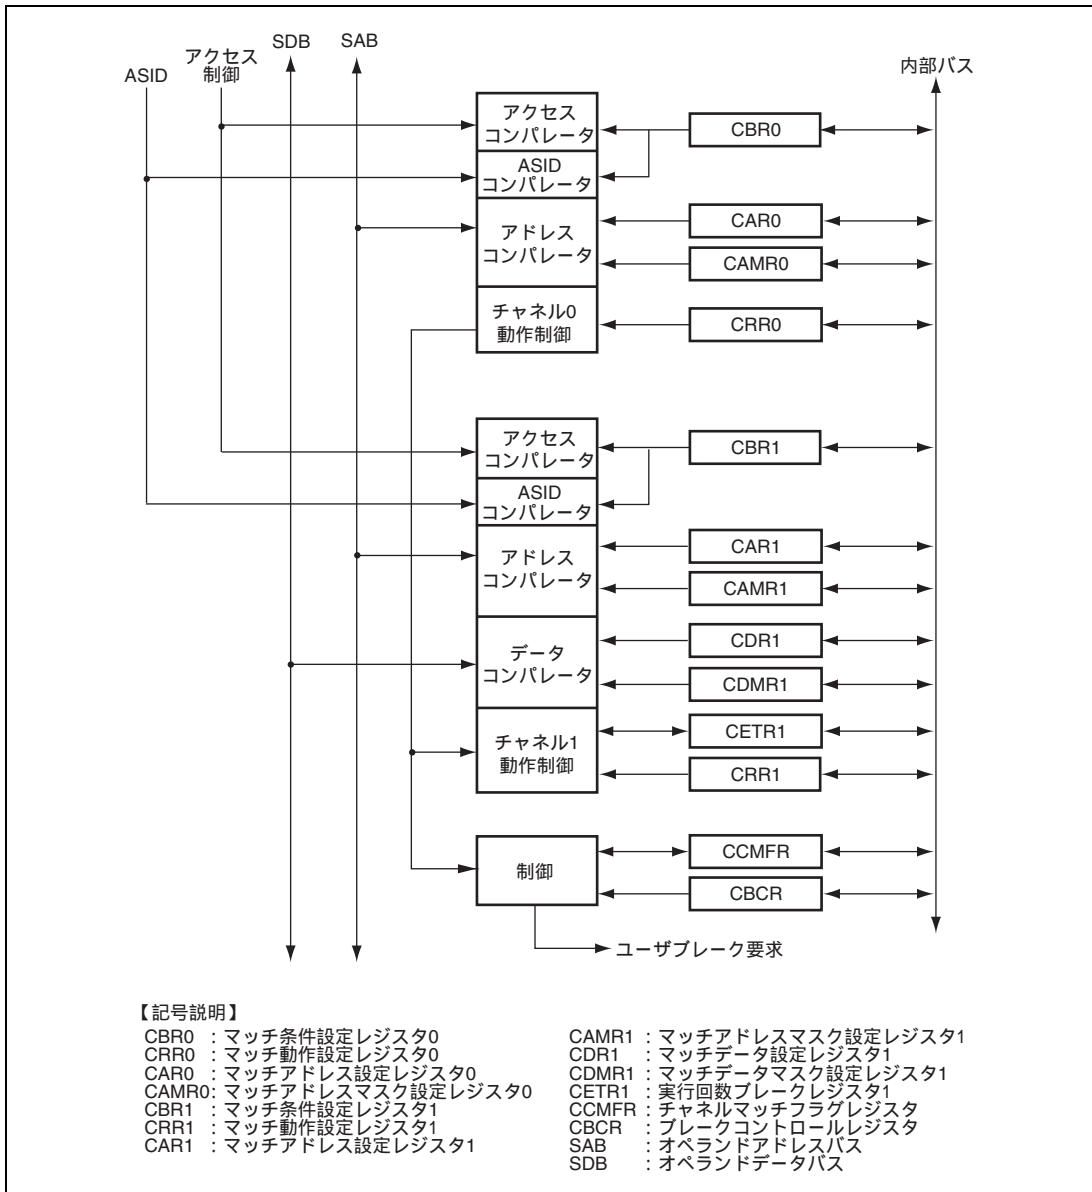 ASID
アクセス
制御
SDB
SAB
内部バス
アクセス
コンパレータ
CBR0
ASID
コンパレータ
アドレス
コンパレータ
CAR0
CAMR0
チャネル0
動作制御
CRR0
アクセス
コンパレータ
CBR1
ASID
コンパレータ
アドレス
コンパレータ
CAR1
CAMR1
データ
コンパレータ
CDR1
CDMR1
チャネル1
動作制御
CETR1
CRR1
制御
CCMFR
CBCR
ユーザブレーク要求
【記号説明】
CBR0 : マッチ条件設定レジスタ0
CRR0 : マッチ動作設定レジスタ0
CAR0 : マッチアドレス設定レジスタ0
CAMR0: マッチアドレスマスク設定レジスタ0
CBR1 : マッチ条件設定レジスタ1
CRR1 : マッチ動作設定レジスタ1
CAR1 : マッチアドレス設定レジスタ1
CAMR1 : マッチアドレスマスク設定レジスタ1
CDR1 : マッチデータ設定レジスタ1
CDMR1 : マッチデータマスク設定レジスタ1
CETR1 : 実行回数ブレークレジスタ1
CCMFR : チャネルマッチフラグレジスタ
CBCR : ブレークコントロールレジスタ
SAB : オペランドアドレスバス
SDB : オペランドデータバス